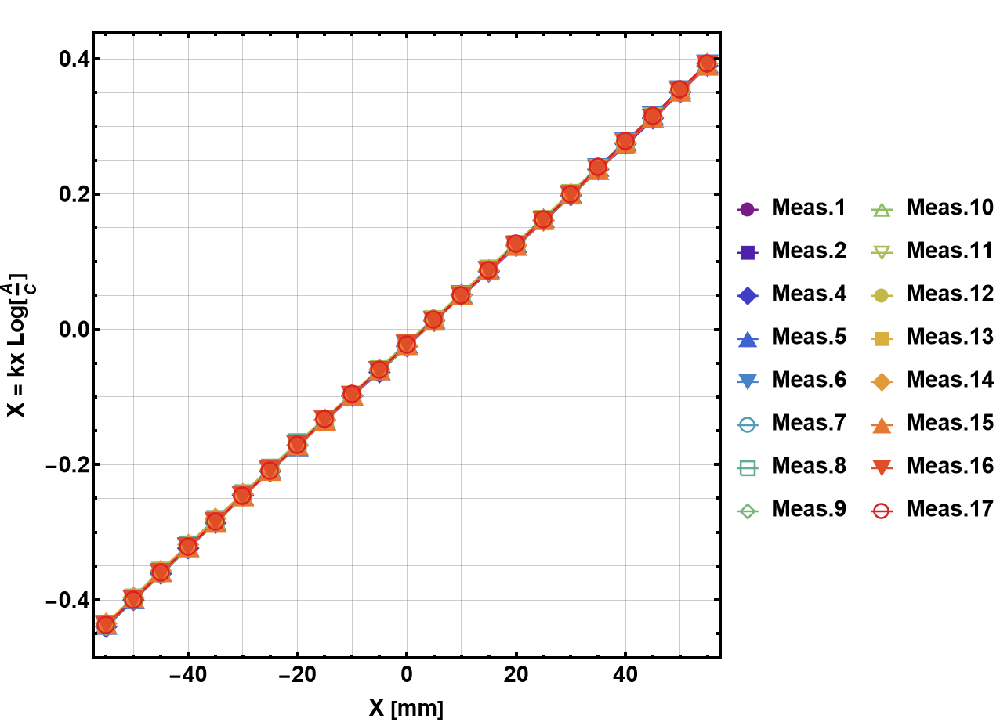 0.4
0.2
0.0
−0.2
−0.4
−40 −20 0 20 40
X [mm]
X = kx Log[A/C]
Meas.1 Meas.10
Meas.2 Meas.11
Meas.4 Meas.12
Meas.5 Meas.13
Meas.6 Meas.14
Meas.7 Meas.15
Meas.8 Meas.16
Meas.9 Meas.17